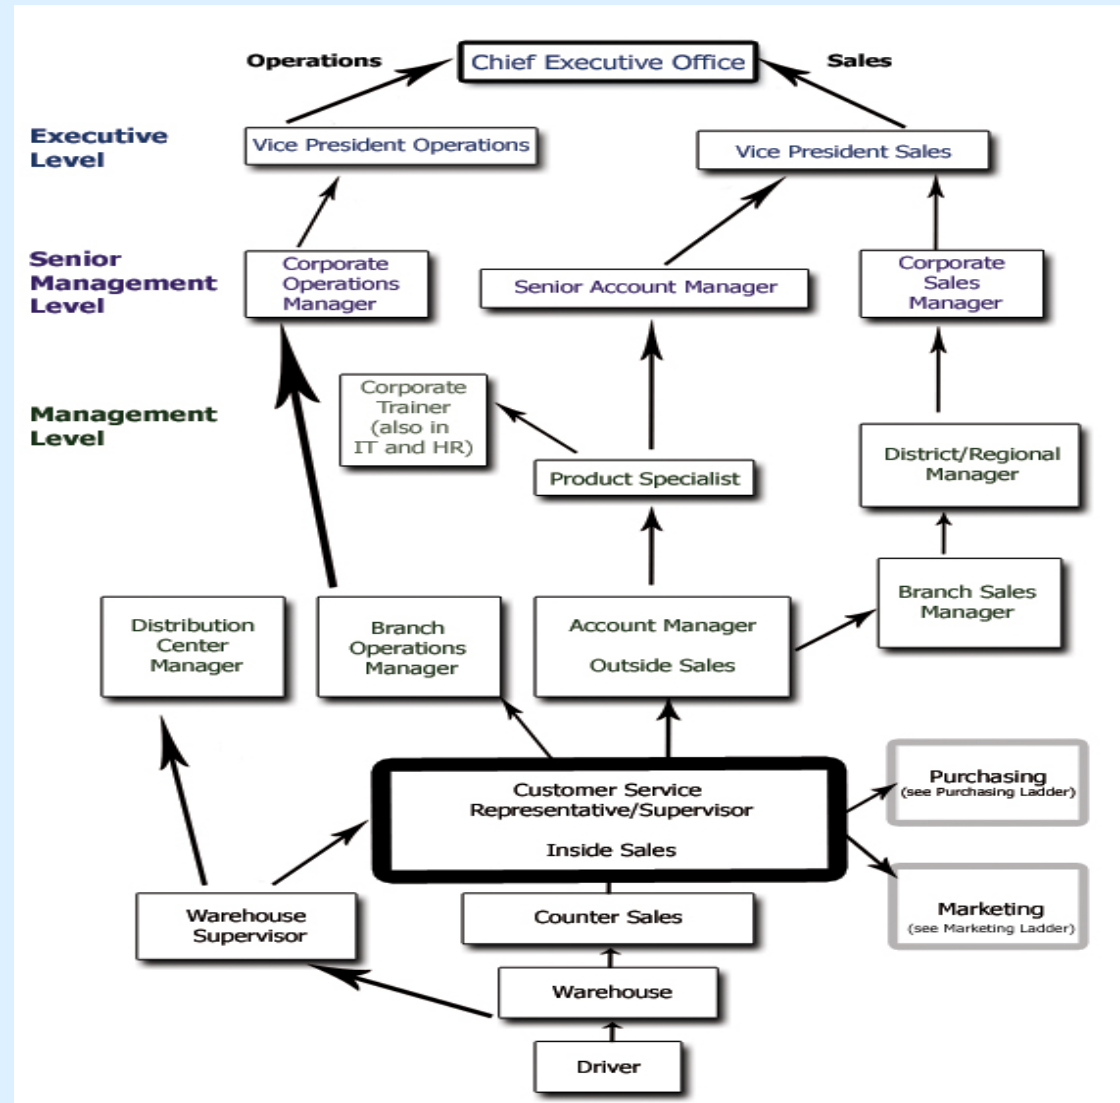 Operations
Chief Executive Office
Sales
Executive
Level
Vice President Operations
Vice President Sales
Senior
Management
Level
Corporate
Operations
Manager
Senior Account Manager
Corporate
Sales
Manager
Management
Level
Corporate
Trainer
(also in
IT and HR)
Product Specialist
District/Regional
Manager
Distribution
Center
Manager
Branch
Operations
Manager
Account Manager
Outside Sales
Branch Sales
Manager
Customer Service
Representative/Supervisor
Inside Sales
Purchasing
(see Purchasing Ladder)
Marketing
(see Marketing Ladder)
Warehouse
Supervisor
Counter Sales
Warehouse
Driver